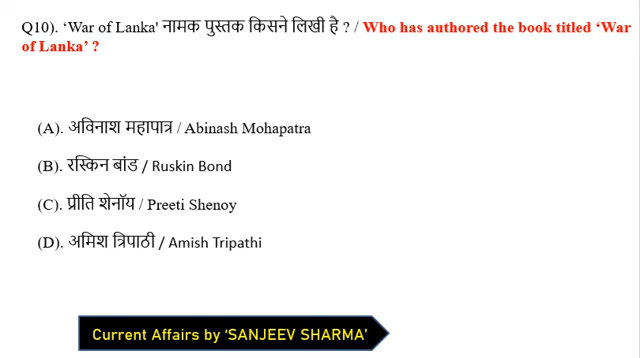 Q10). ‘War of Lanka' नामक पुस्तक किसने लिखी है ? / Who has authored the book titled ‘War
of Lanka’ ?
(A). अविनाश महापात्र / Abinash Mohapatra
(B). रस्किन बांड / Ruskin Bond
(C). प्रीति शेनॉय / Preeti Shenoy
(D). अमिश त्रिपाठी / Amish Tripathi
Current Affairs by ‘SANJEEV SHARMA’